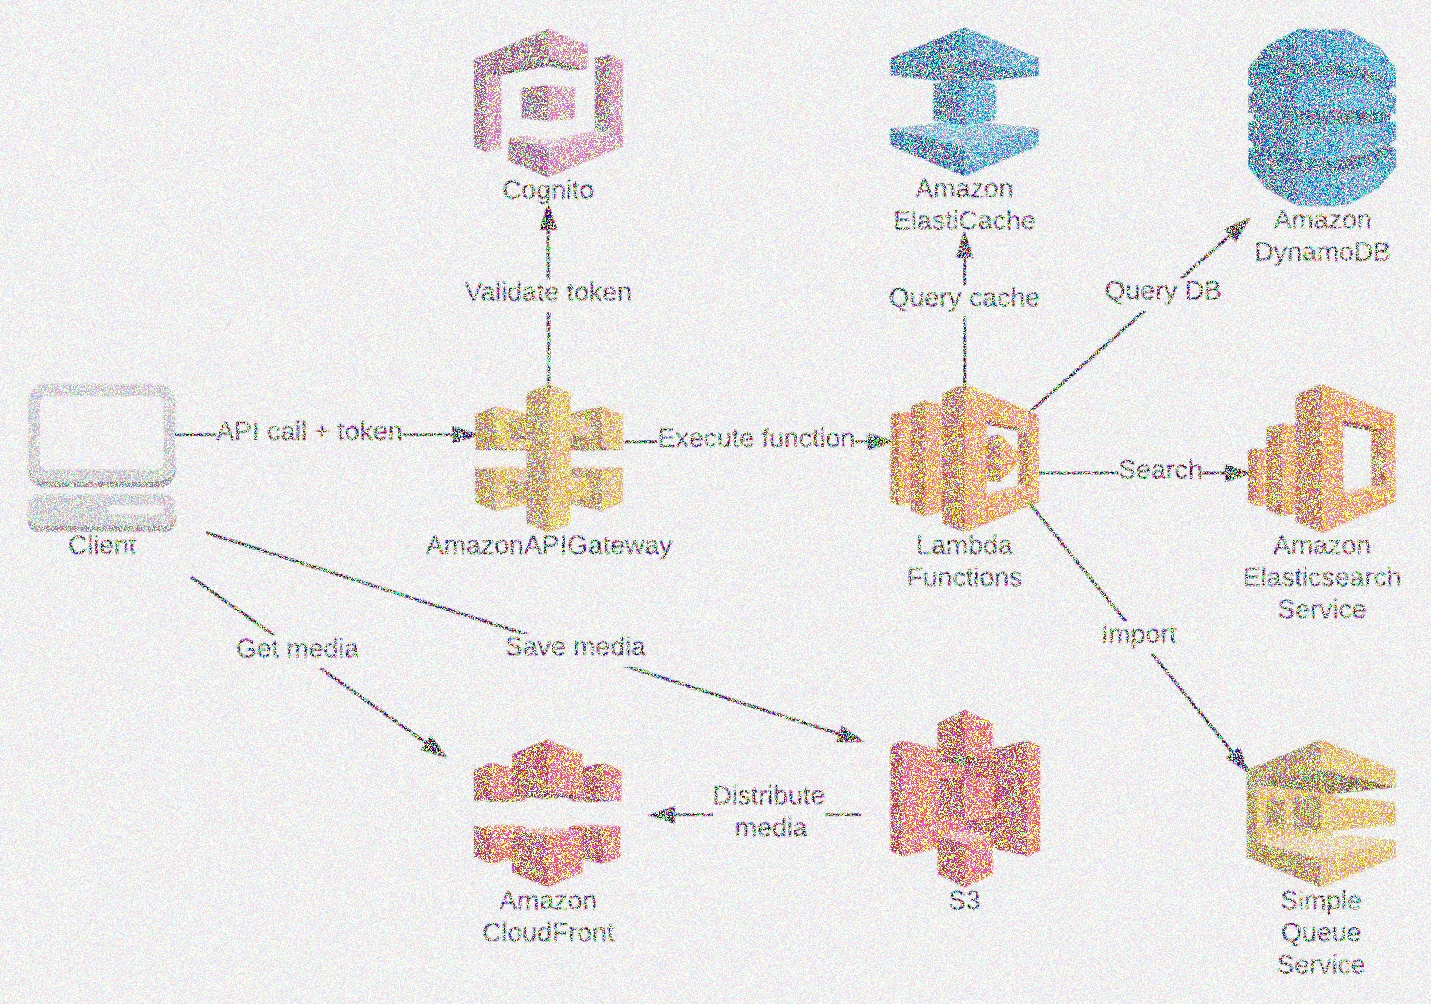 Cognito
Amazon
ElastiCache
Amazon
DynamoDB
Validate token
Query cache
Query DB
API call + token
Execute function
Search
Client
AmazonAPIGateway
Lambda
Functions
Amazon
Elasticsearch
Service
Get media
Save media
Import
Distribute
media
Amazon
CloudFront
S3
Simple
Queue
Service